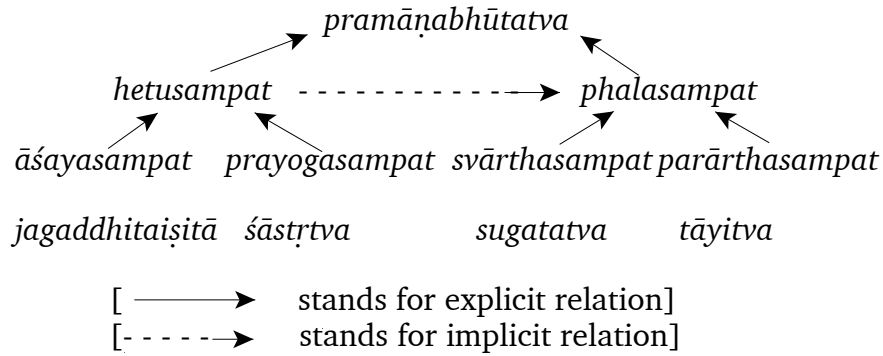 pramāṇabhūtatva
hetusampat phalasampat
āśayasampat prayogasampat svārthasampat parārthasampat
jagaddhitaiṣitā śāstṛtva sugatatva tāyitva
[ stands for explicit relation]
[ stands for implicit relation]